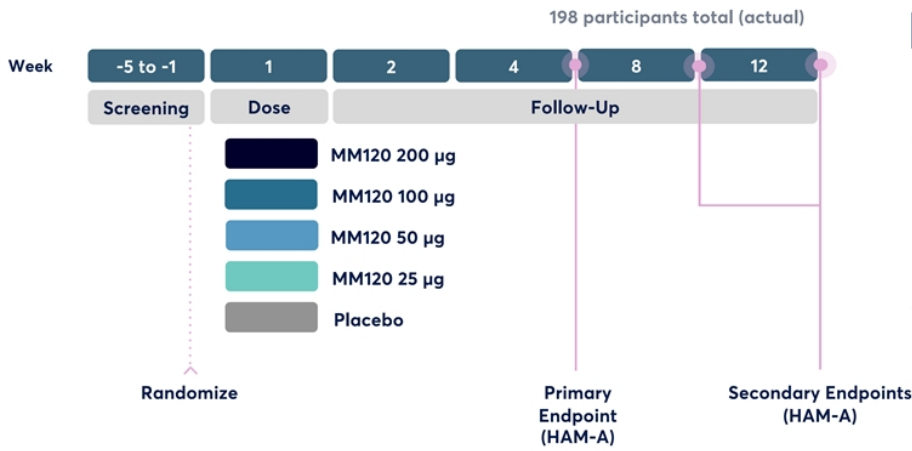 198 participants total (actual)
Week -5 to -1 1 2 4 8 12
Screening Dose Follow-Up
MM120 200 µg
MM120 100 µg
MM120 50 µg
MM120 25 µg
Placebo
Randomize
Primary
Endpoint
(HAM-A)
Secondary Endpoints
(HAM-A)